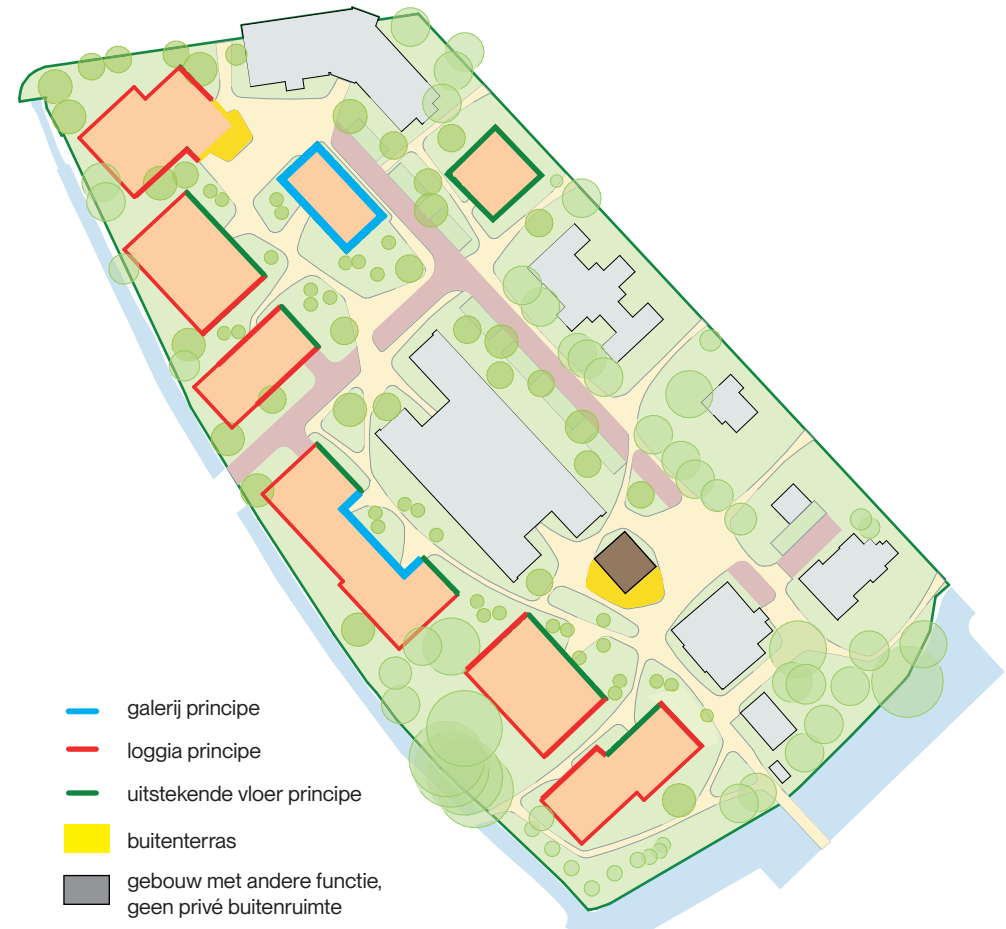 galerij principe
loggia principe
uitstekende vloer principe
buitenterras
gebouw met andere functie,
geen privé buitenruimte